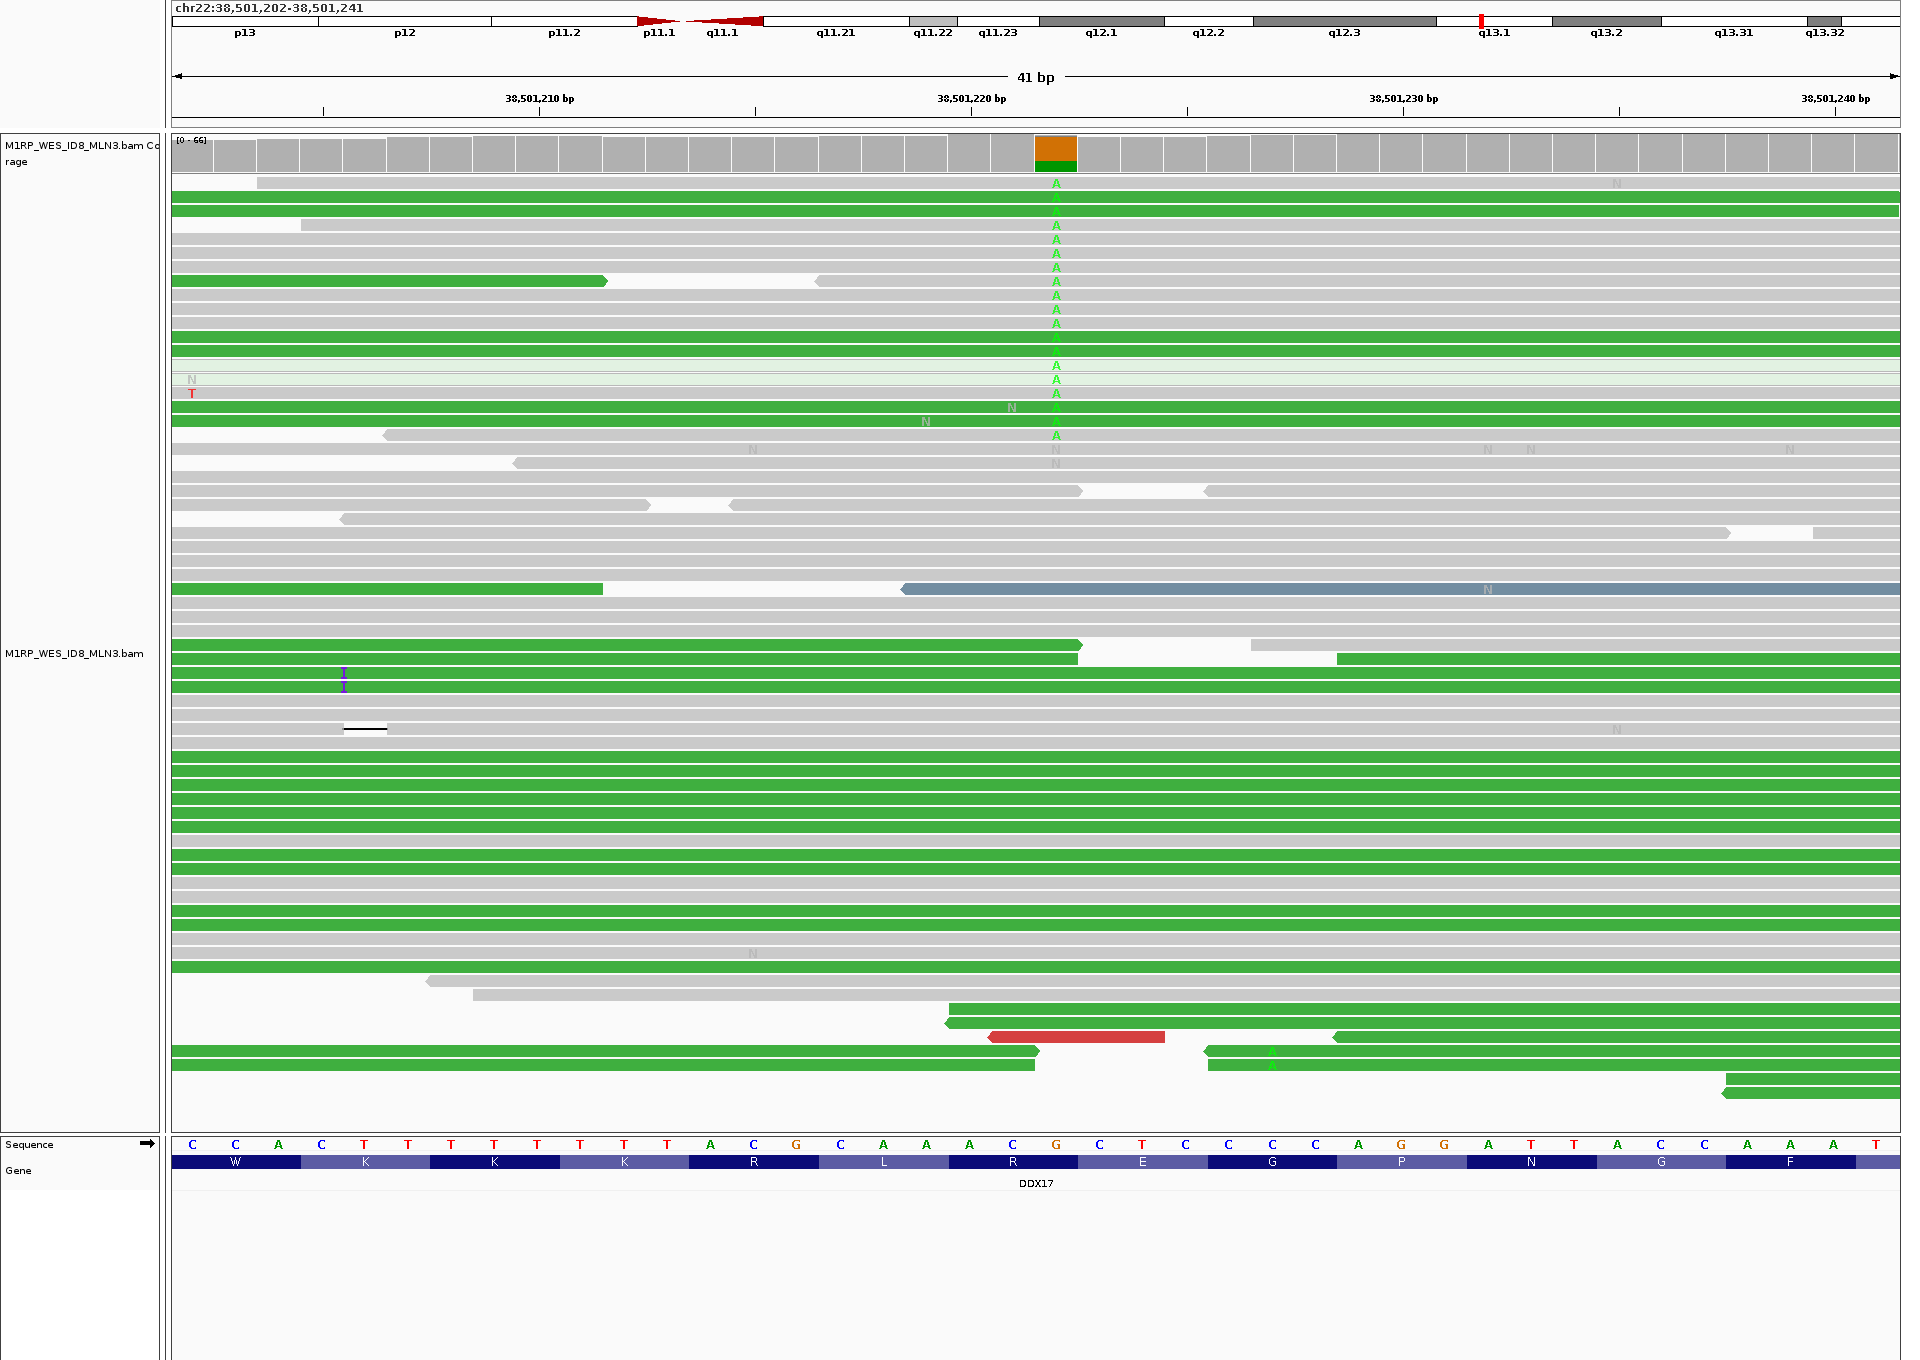 chr22:38,501,202-38,501,241
p13 p12 p11.2 p11.1 q11.1 q11.21 q11.22 q11.23 q12.1 q12.2 q12.3 q13.1 q13.2 q13.31 q13.32
41 bp
38,501,210 bp 38,501,220 bp 38,501,230 bp 38,501,240 bp
M1RP_WES_ID8_MLN3.bam Co
rage
[0 - 66]
A N
A
A
A
A
A
A
A
A
A
A
A
A
A
N A
T A
N A
N A
A
N N N N N
N
N
M1RP_WES_ID8_MLN3.bam
I
I
N
N
A
A
Sequence C C A C T T T T T T T T A C G C A A A C G C T C C C C A G G A T T A C C A A A T
Gene W K K K R L R E G P N G F
DDX17